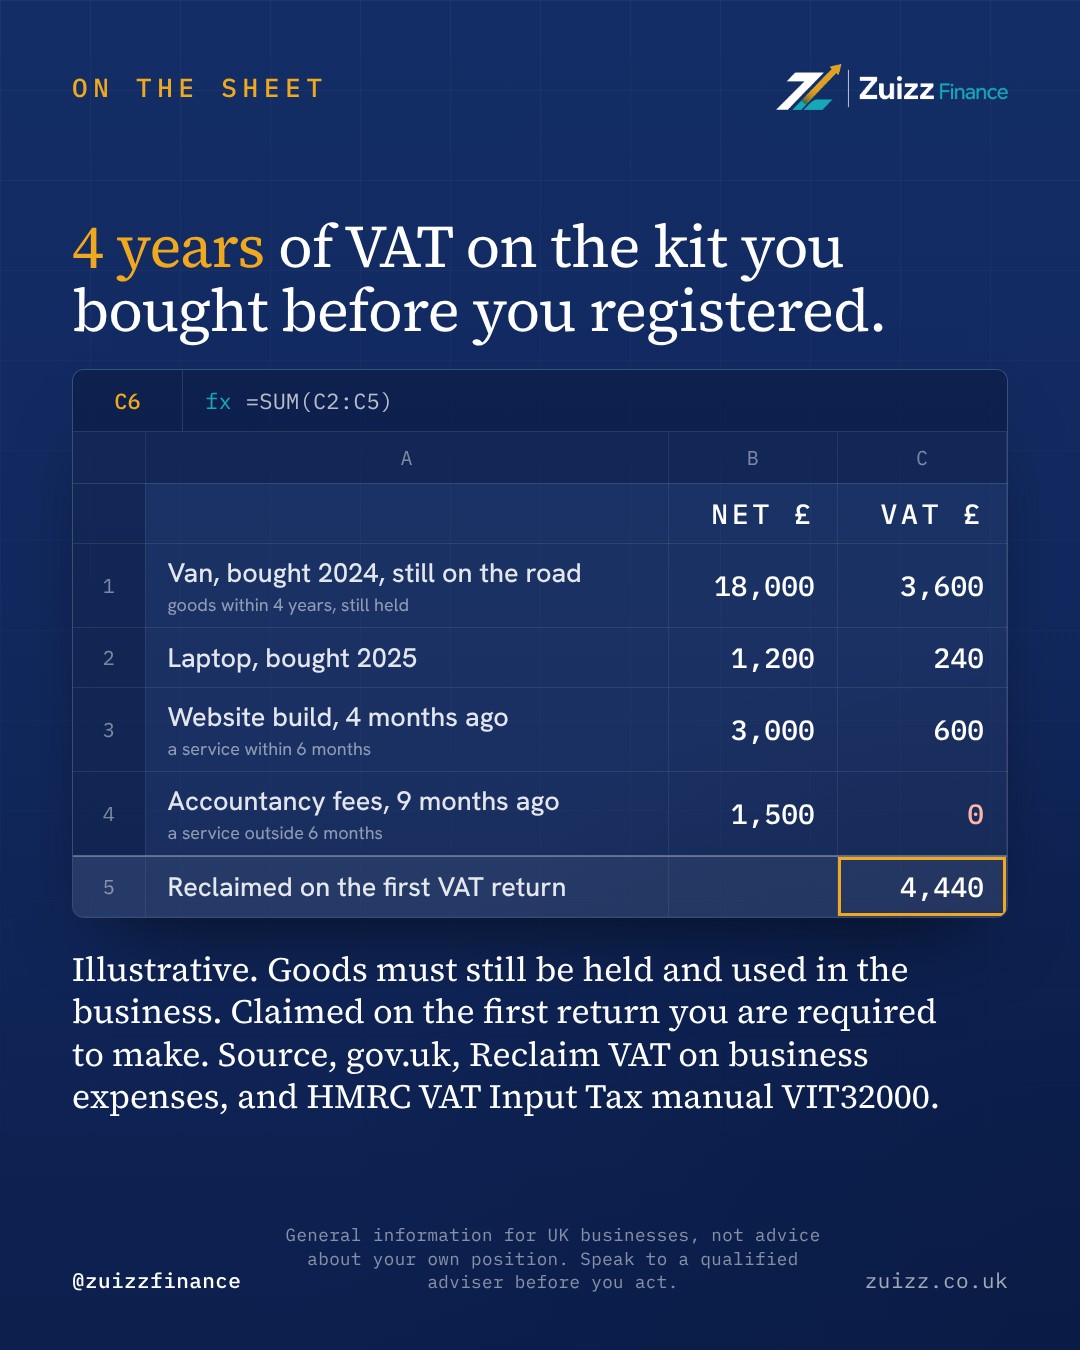 ON THE SHEET
Zuizz Finance
4 years of VAT on the kit you
bought before you registered.
C6 fx =SUM(C2:C5)
A B C
NET £ VAT £
1 Van, bought 2024, still on the road 18,000 3,600
goods within 4 years, still held
2 Laptop, bought 2025 1,200 240
3 Website build, 4 months ago 3,000 600
a service within 6 months
4 Accountancy fees, 9 months ago 1,500 0
a service outside 6 months
5 Reclaimed on the first VAT return 4,440
Illustrative. Goods must still be held and used in the
business. Claimed on the first return you are required
to make. Source, gov.uk, Reclaim VAT on business
expenses, and HMRC VAT Input Tax manual VIT32000.
General information for UK businesses, not advice
about your own position. Speak to a qualified
adviser before you act.
@zuizzfinance
zuizz.co.uk